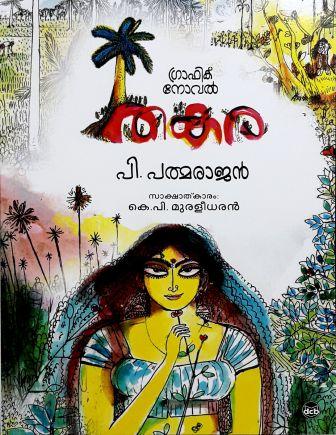 ഗ്രാഫിക്
നോവൽ
തകര
പി. പത്മരാജൻ
സാക്ഷാത്കാരം:
കെ.പി. മുരളീധരൻ
dcb